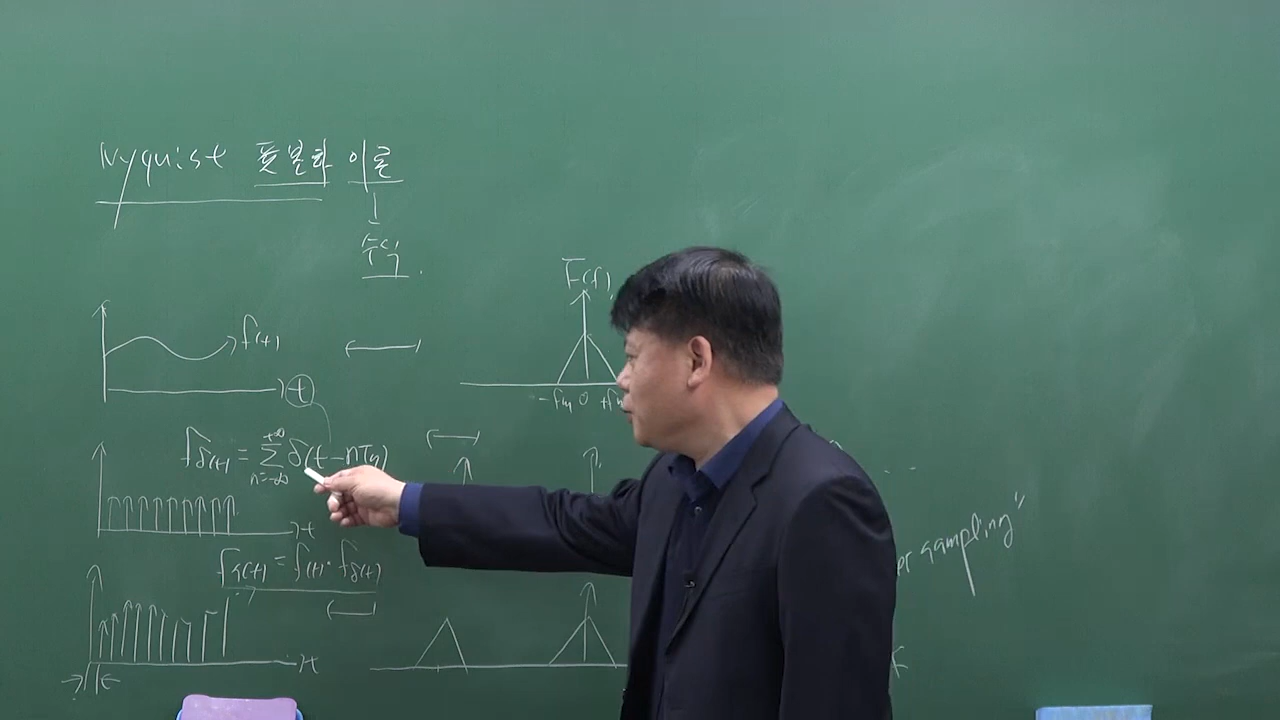 Nyquist 표본화 이론
수식
F(f)
f(t)
t
-fm 0 +fm
fδ(t) = Σ δ(t-nTs)
+∞
n=-∞
t
fs(t) = f(t)· fδ(t)
sampling"
t